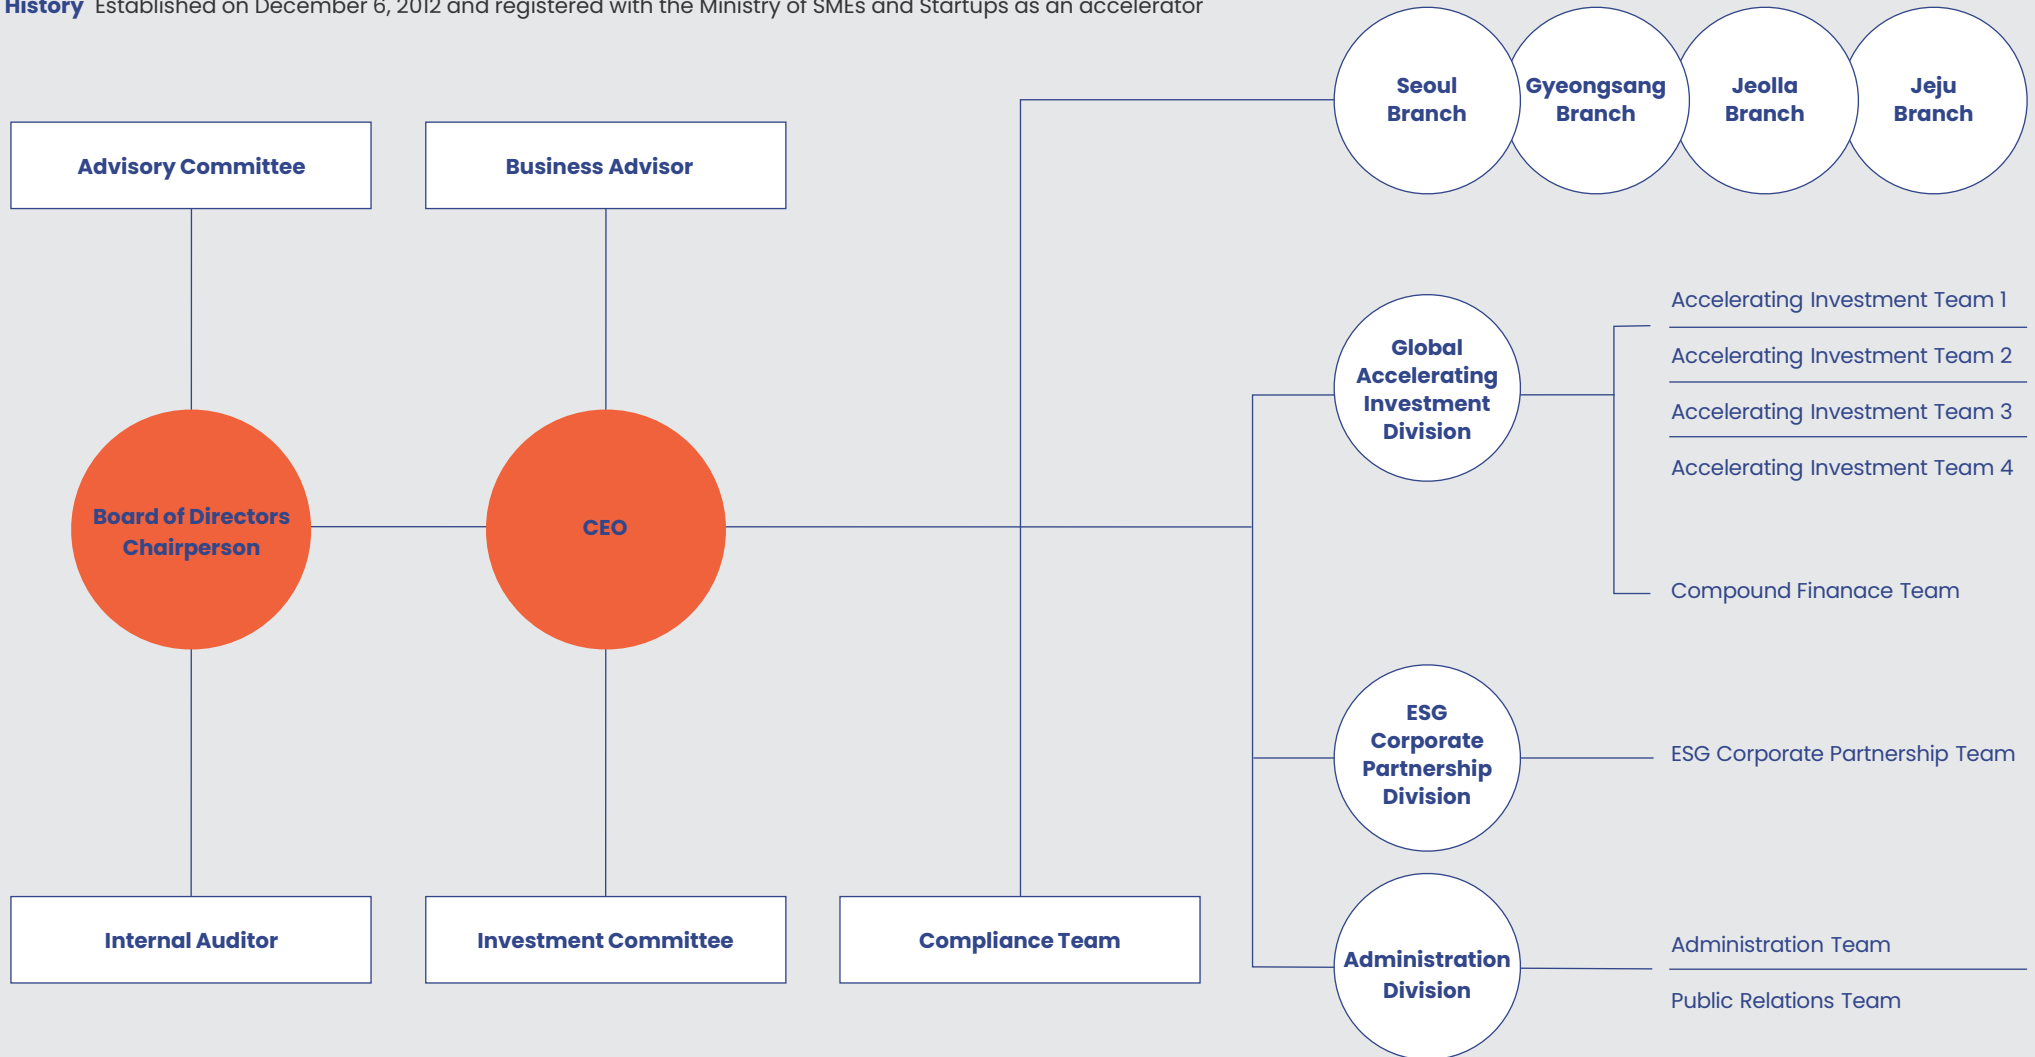 History Established on December 6, 2012 and registered with the Ministry of SMEs and Startups as an accelerator
Seoul
Branch
Gyeongsang
Branch
Jeolla
Branch
Jeju
Branch
Advisory Committee
Business Advisor
Board of Directors
Chairperson
CEO
Internal Auditor
Investment Committee
Compliance Team
Global
Accelerating
Investment
Division
Accelerating Investment Team 1
Accelerating Investment Team 2
Accelerating Investment Team 3
Accelerating Investment Team 4
Compound Finanace Team
ESG
Corporate
Partnership
Division
ESG Corporate Partnership Team
Administration
Division
Administration Team
Public Relations Team